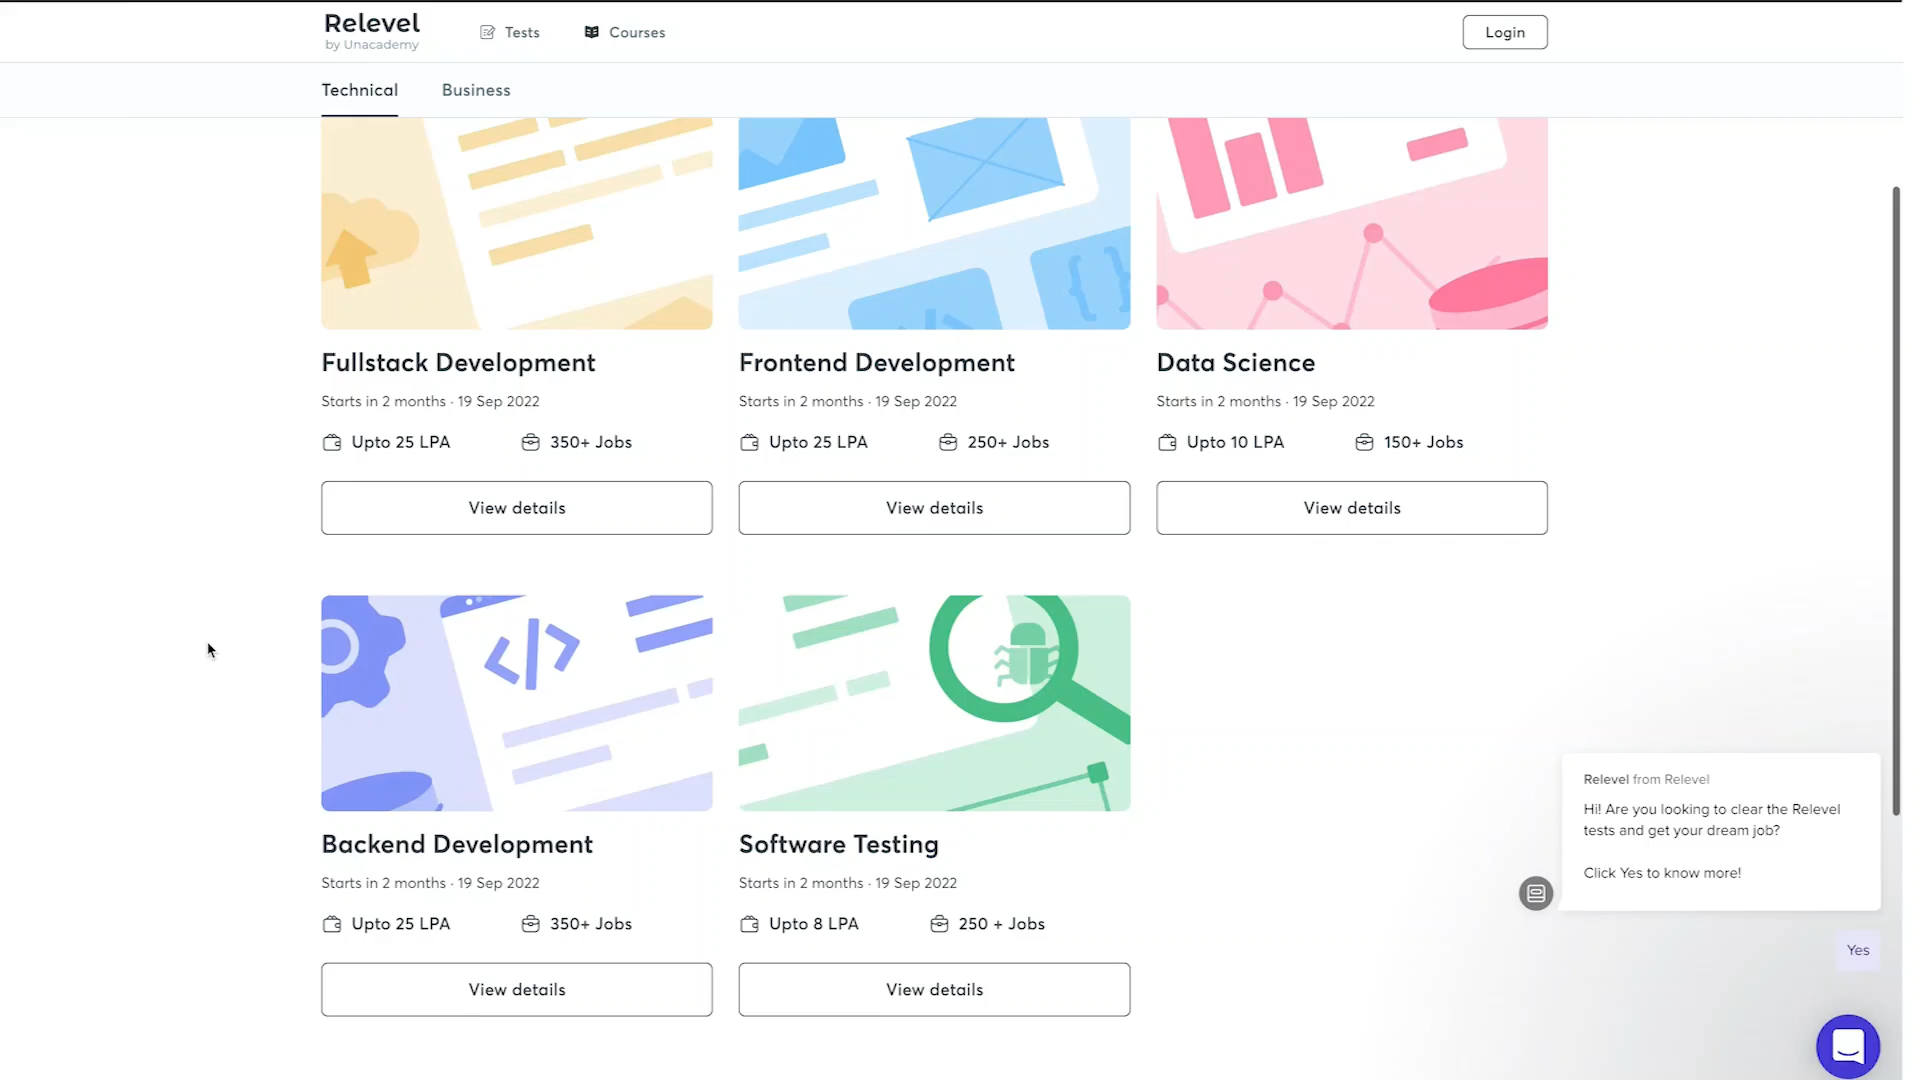 Relevel
by Unacademy
Tests
Courses
Login
Technical
Business
Fullstack Development
Starts in 2 months · 19 Sep 2022
Upto 25 LPA
350+ Jobs
View details
Frontend Development
Starts in 2 months · 19 Sep 2022
Upto 25 LPA
250+ Jobs
View details
Data Science
Starts in 2 months · 19 Sep 2022
Upto 10 LPA
150+ Jobs
View details
Backend Development
Starts in 2 months · 19 Sep 2022
Upto 25 LPA
350+ Jobs
View details
Software Testing
Starts in 2 months · 19 Sep 2022
Upto 8 LPA
250 + Jobs
View details
Relevel from Relevel
Hi! Are you looking to clear the Relevel
tests and get your dream job?
Click Yes to know more!
Yes